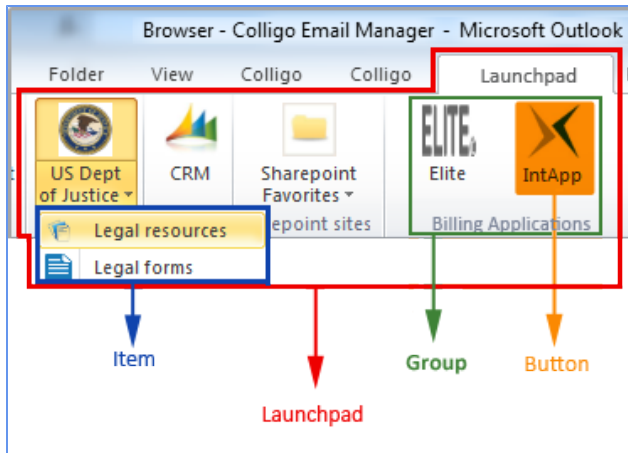 Browser - Colligo Email Manager - Microsoft Outlook
Folder View Colligo Colligo Launchpad
ELITE
US Dept of Justice
CRM
Sharepoint Favorites
Elite
IntApp
Legal resources
epoint sites
Billing Applications
Legal forms
Item
Group
Button
Launchpad